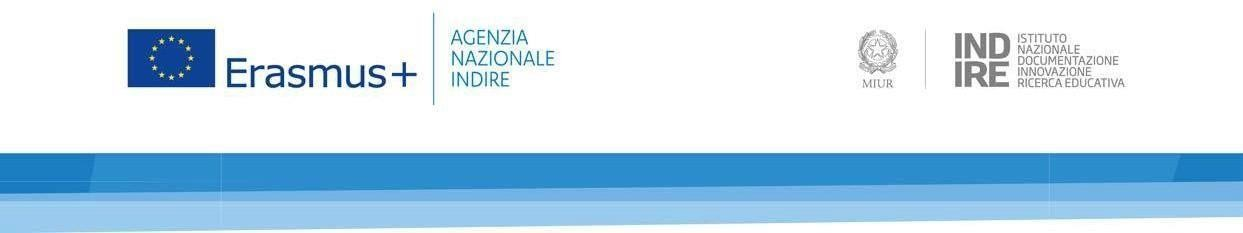 Erasmus+
AGENZIA
NAZIONALE
INDIRE
MIUR
IND
IRE
ISTITUTO
NAZIONALE
DOCUMENTAZIONE
INNOVAZIONE
RICERCA EDUCATIVA